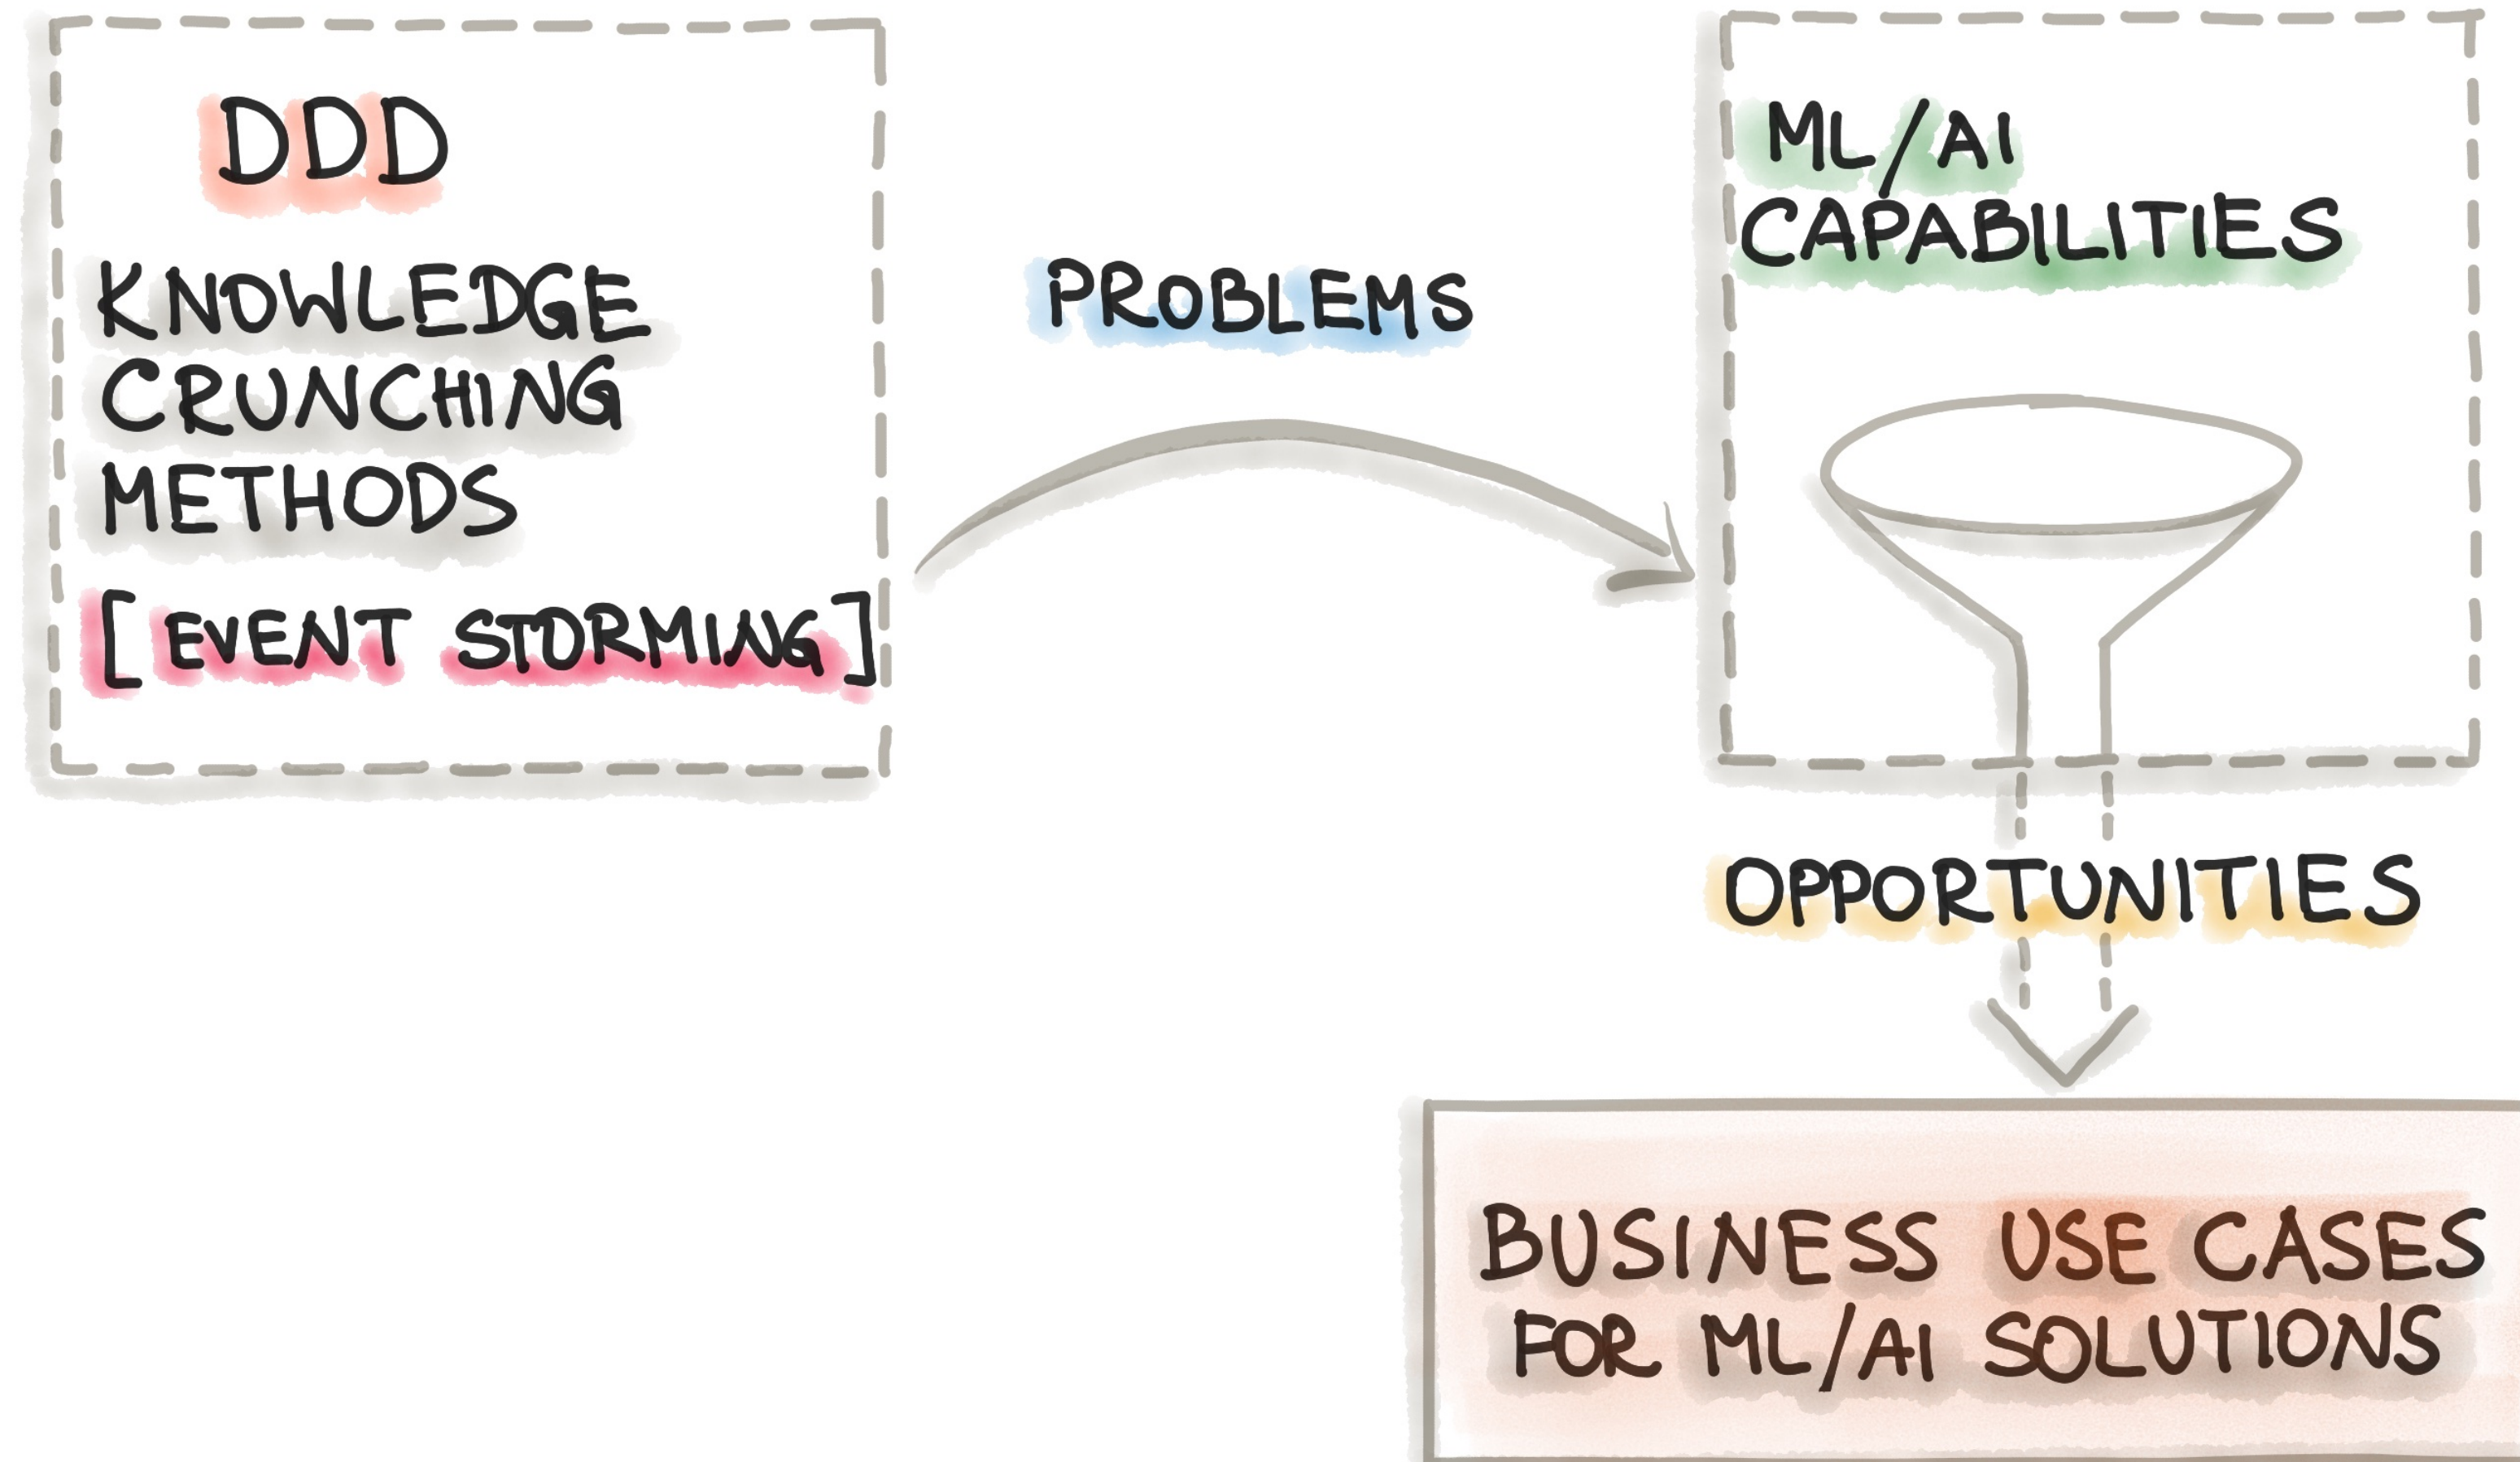 DDD
KNOWLEDGE
CRUNCHING
METHODS
[EVENT STORMING]
PROBLEMS
ML/AI
CAPABILITIES
OPPORTUNITIES
BUSINESS USE CASES
FOR ML/AI SOLUTIONS